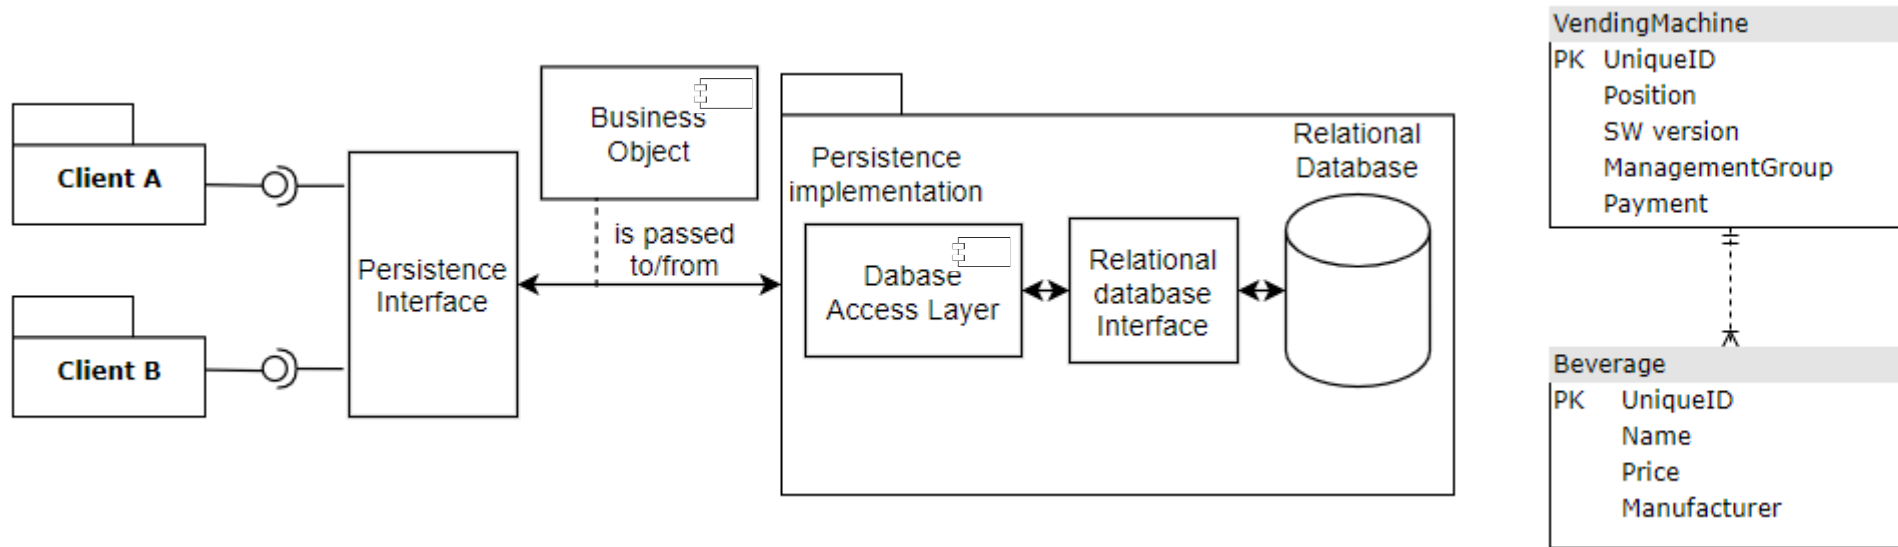 Client A
Client B
Persistence
Interface
Business
Object
is passed
to/from
Persistence
implementation
Dabase
Access Layer
Relational
database
Interface
Relational
Database
VendingMachine
PK UniqueID
Position
SW version
ManagementGroup
Payment
Beverage
PK UniqueID
Name
Price
Manufacturer